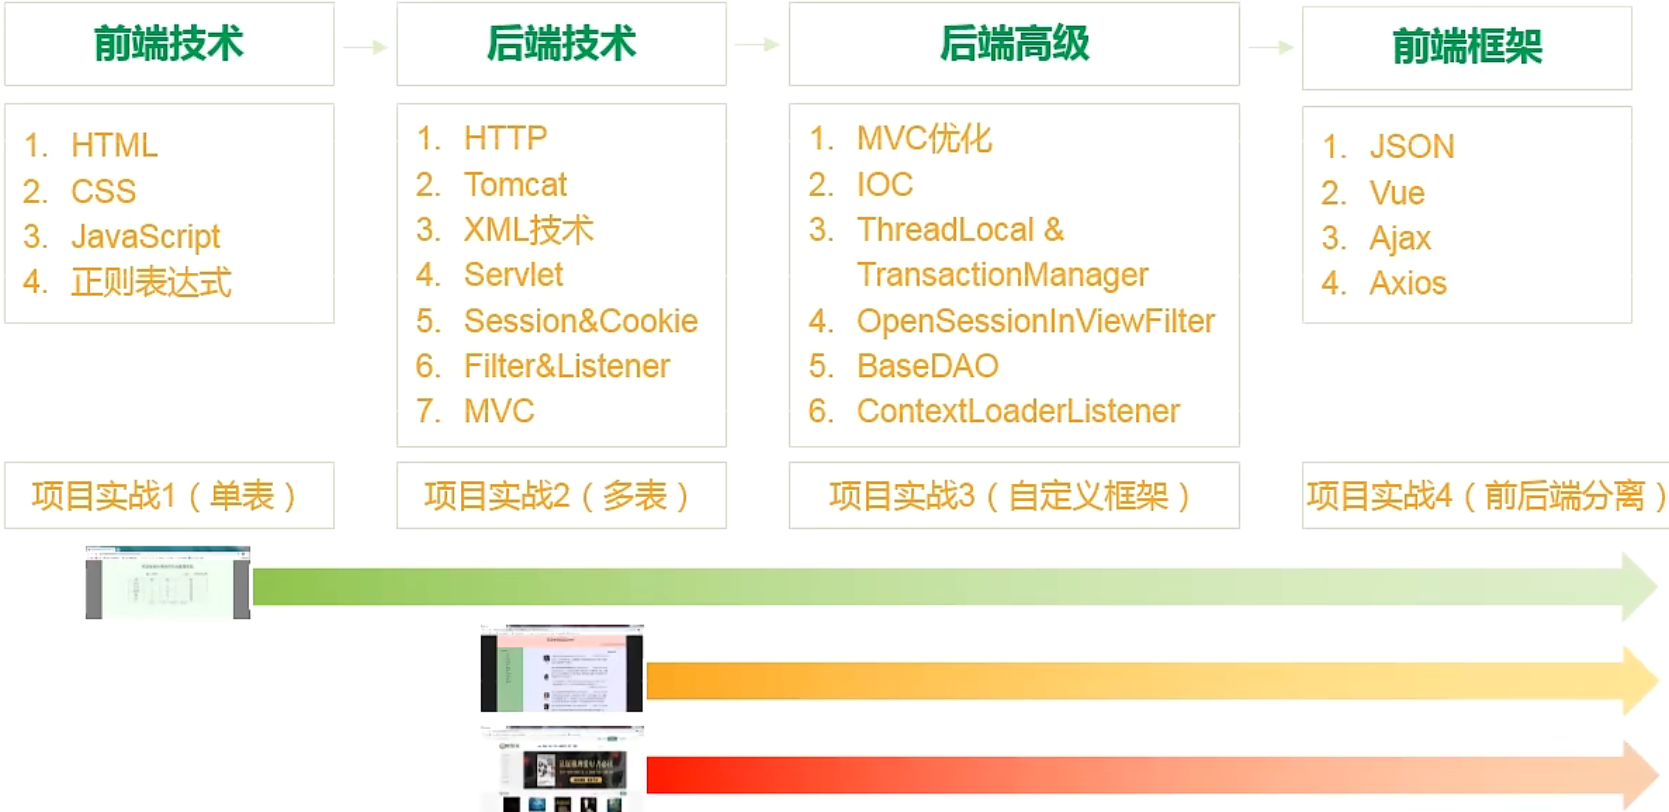 前端技术
1. HTML
2. CSS
3. JavaScript
4. 正则表达式
项目实战1（单表）
后端技术
1. HTTP
2. Tomcat
3. XML技术
4. Servlet
5. Session&Cookie
6. Filter&Listener
7. MVC
项目实战2（多表）
后端高级
1. MVC优化
2. IOC
3. ThreadLocal &
TransactionManager
4. OpenSessionInViewFilter
5. BaseDAO
6. ContextLoaderListener
项目实战3（自定义框架）
前端框架
1. JSON
2. Vue
3. Ajax
4. Axios
项目实战4（前后端分离）